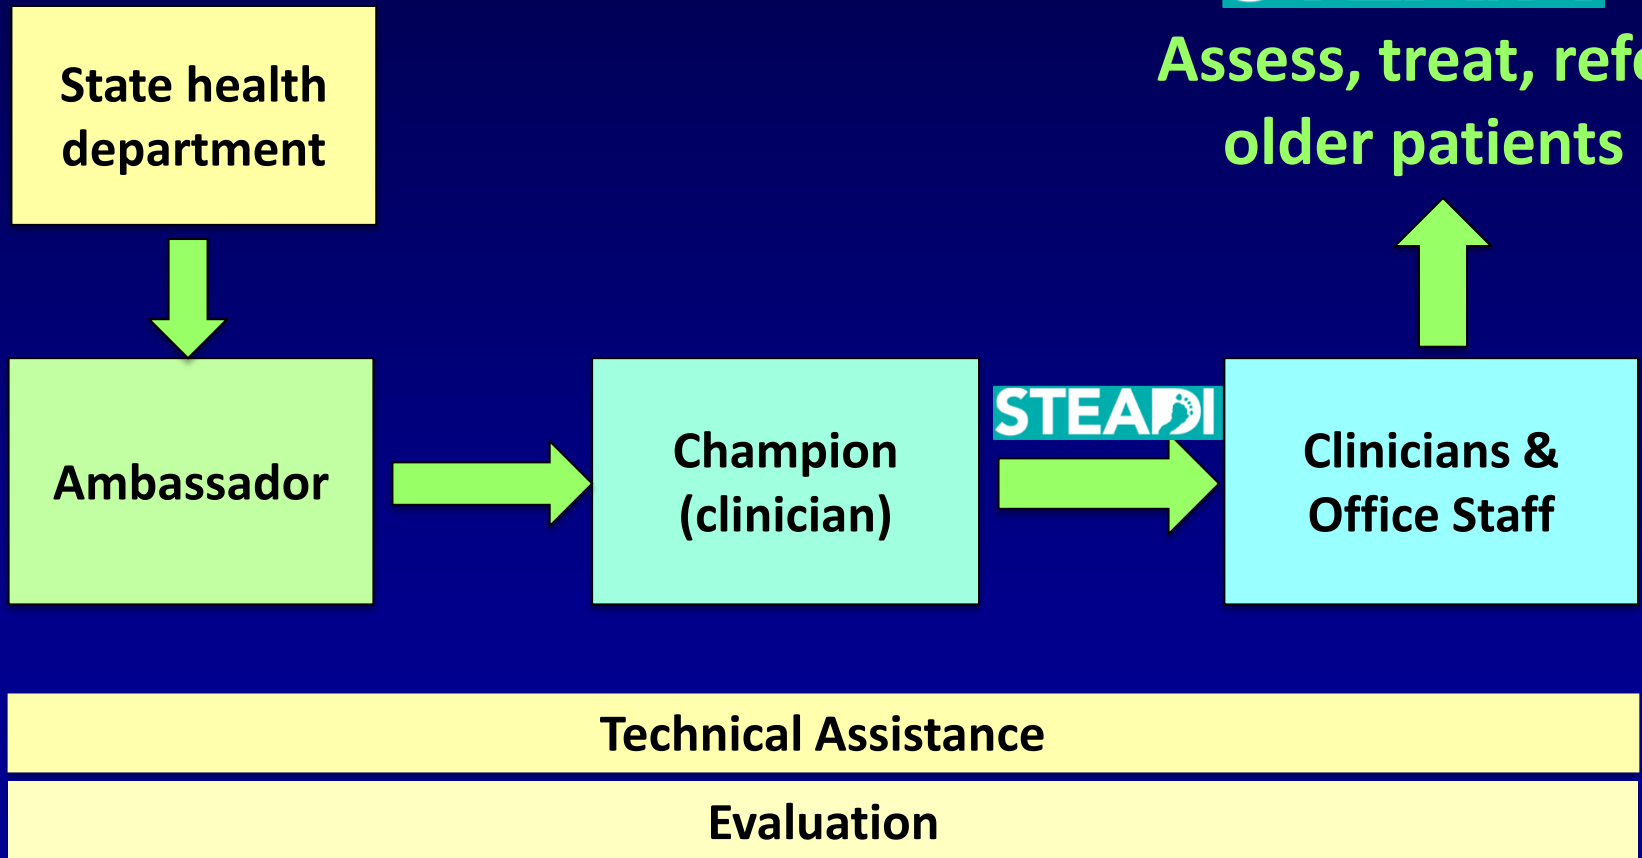 State health
department
Assess, treat,
older patients
Ambassador
Champion
(clinician)
STEADI
Clinicians &
Office Staff
Technical Assistance
Evaluation